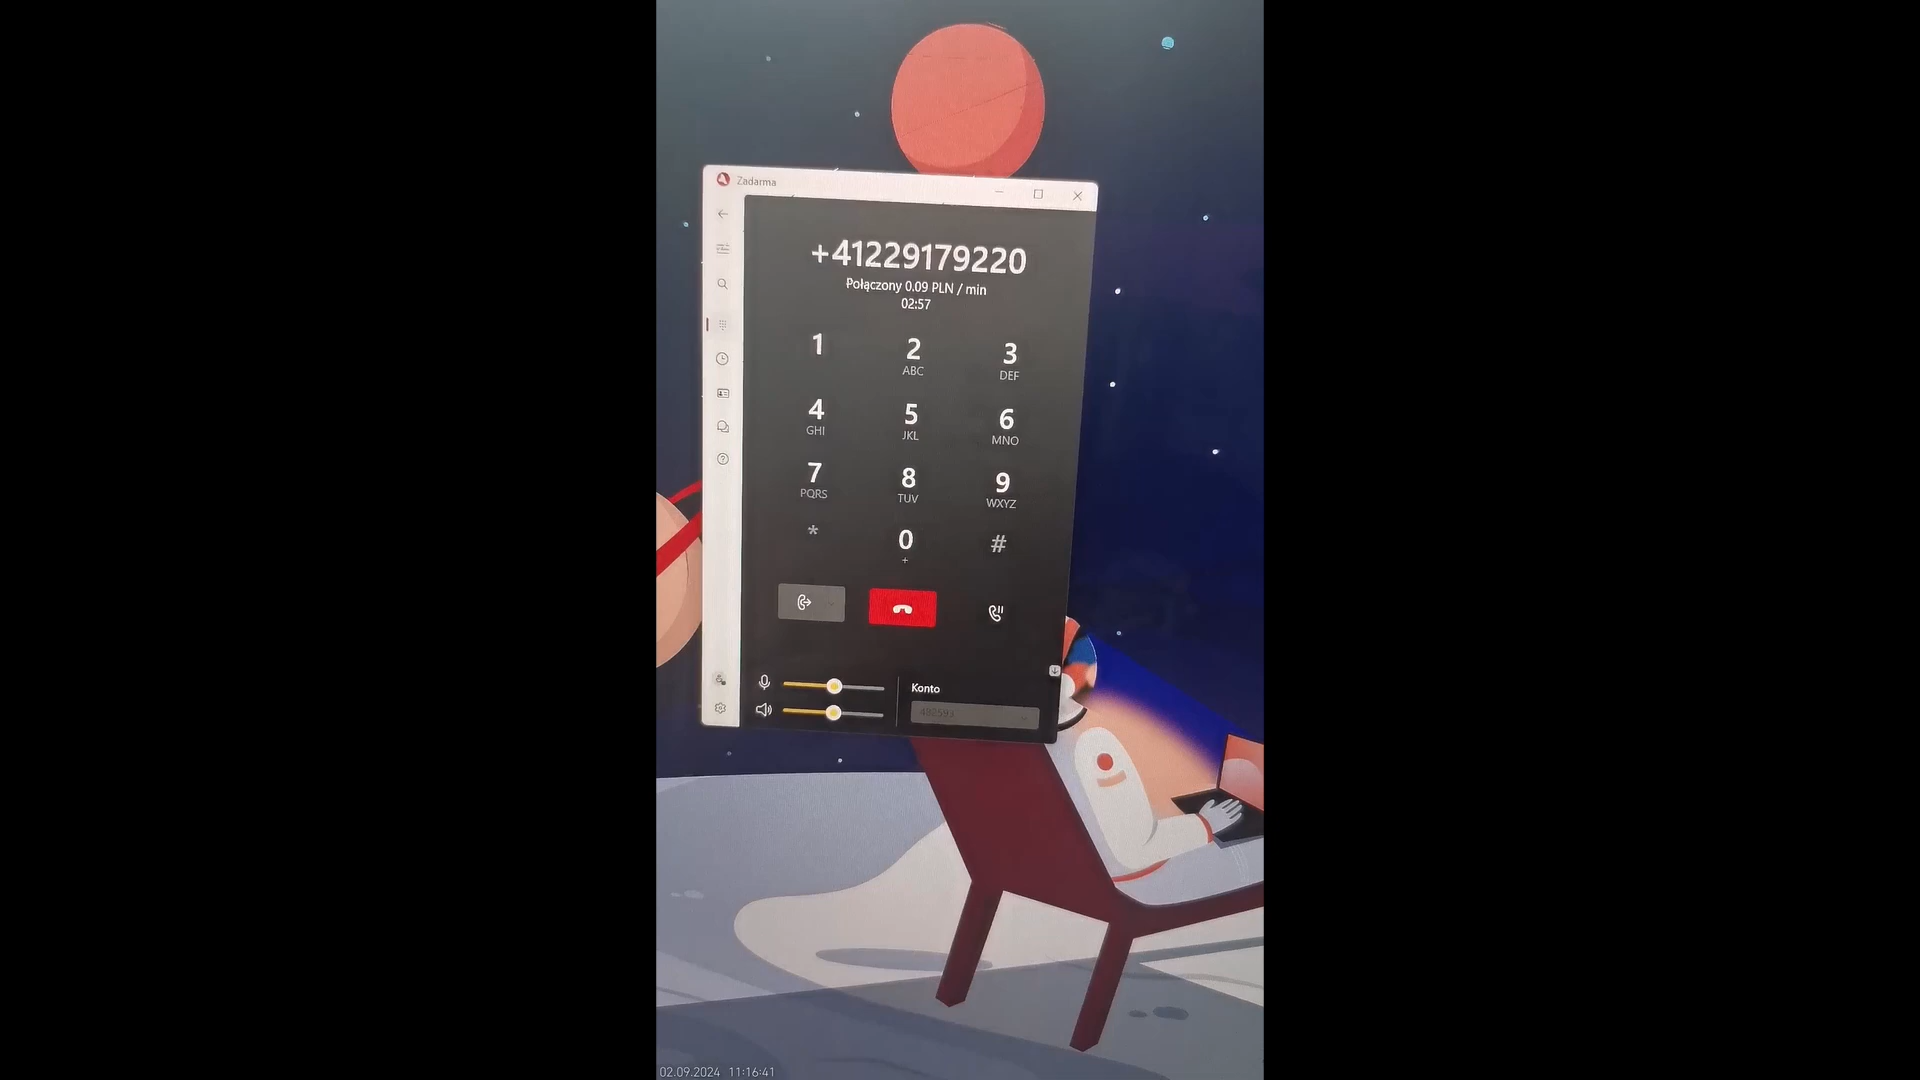 Zadarma
+41229179220
Połączony 0.09 PLN / min
02:57
1
2
3
ABC
DEF
4
5
6
GHI
JKL
MNO
7
8
9
PQRS
TUV
WXYZ
*
0
#
+
Konto
482593
02.09.2024 11:16:41